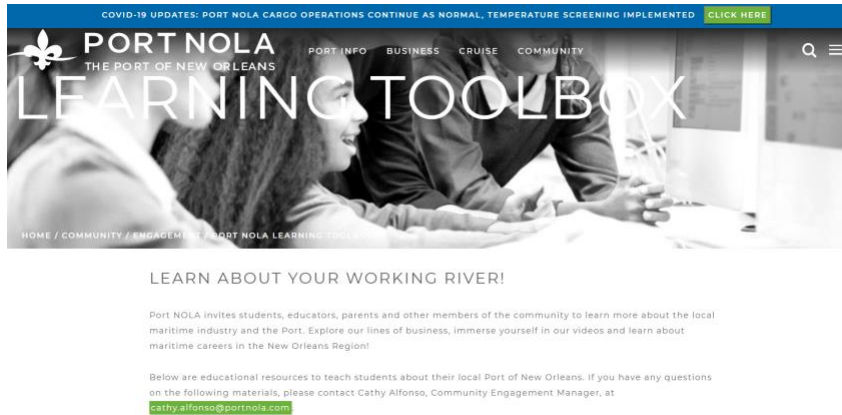 COVID-19 UPDATES: PORT NOLA CARGO OPERATIONS CONTINUE AS NORMAL, TEMPERATURE SCREENING IMPLEMENTED CLICK HERE
PORT NOLA
THE PORT OF NEW ORLEANS
PORT INFO BUSINESS CRUISE COMMUNITY
LEARNING TOOLBOX
HOME / COMMUNITY / ENGAGEMENT / PORT NOLA LEARNING TOOLBOX
LEARN ABOUT YOUR WORKING RIVER!
Port NOLA invites students, educators, parents and other members of the community to learn more about the local
maritime industry and the Port. Explore our lines of business, immerse yourself in our videos and learn about
maritime careers in the New Orleans Region!
Below are educational resources to teach students about their local Port of New Orleans. If you have any questions
on the following materials, please contact Cathy Alfonso, Community Engagement Manager, at
cathy.alfonso@portnola.com.